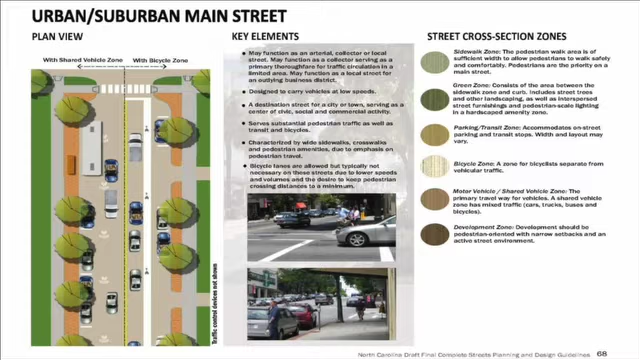 URBAN/SUBURBAN MAIN STREET
PLAN VIEW
With Shared Vehicle Zone
With Bicycle Zone
Traffic control devices not shown
KEY ELEMENTS
May function as an arterial, collector or local
street. May function as a collector serving as a
primary thoroughfare for traffic circulation in a
limited area. May function as a local street for
an outlying business district.
Designed to carry vehicles at low speeds.
A destination street for a city or town, serving as a
center of civic, social and commercial activity.
Serves substantial pedestrian traffic as well as
transit and bicycles.
Characterized by wide sidewalks, crosswalks
and pedestrian amenities, due to emphasis on
pedestrian travel.
Bicycle lanes are allowed but typically not
necessary on these streets due to lower speeds
and volumes and the desire to keep pedestrian
crossing distances to a minimum.
STREET CROSS-SECTION ZONES
Sidewalk Zone: The pedestrian walk area is of
sufficient width to allow pedestrians to walk safely
and comfortably. Pedestrians are the priority on a
main street.
Green Zone: Consists of the area between the
sidewalk zone and curb. Includes street trees
and other landscaping, as well as interspersed
street furnishings and pedestrian-scale lighting
in a hardscaped amenity zone.
Parking/Transit Zone: Accommodates on-street
parking and transit stops. Width and layout may
vary.
Bicycle Zone: A zone for bicyclists separate from
vehicular traffic.
Motor Vehicle / Shared Vehicle Zone: The
primary travel way for vehicles. A shared vehicle
zone has mixed traffic (cars, trucks, buses and
bicycles).
Development Zone: Development should be
pedestrian-oriented with narrow setbacks and an
active street environment.
North Carolina Draft Final Complete Streets Planning and Design Guidelines 68